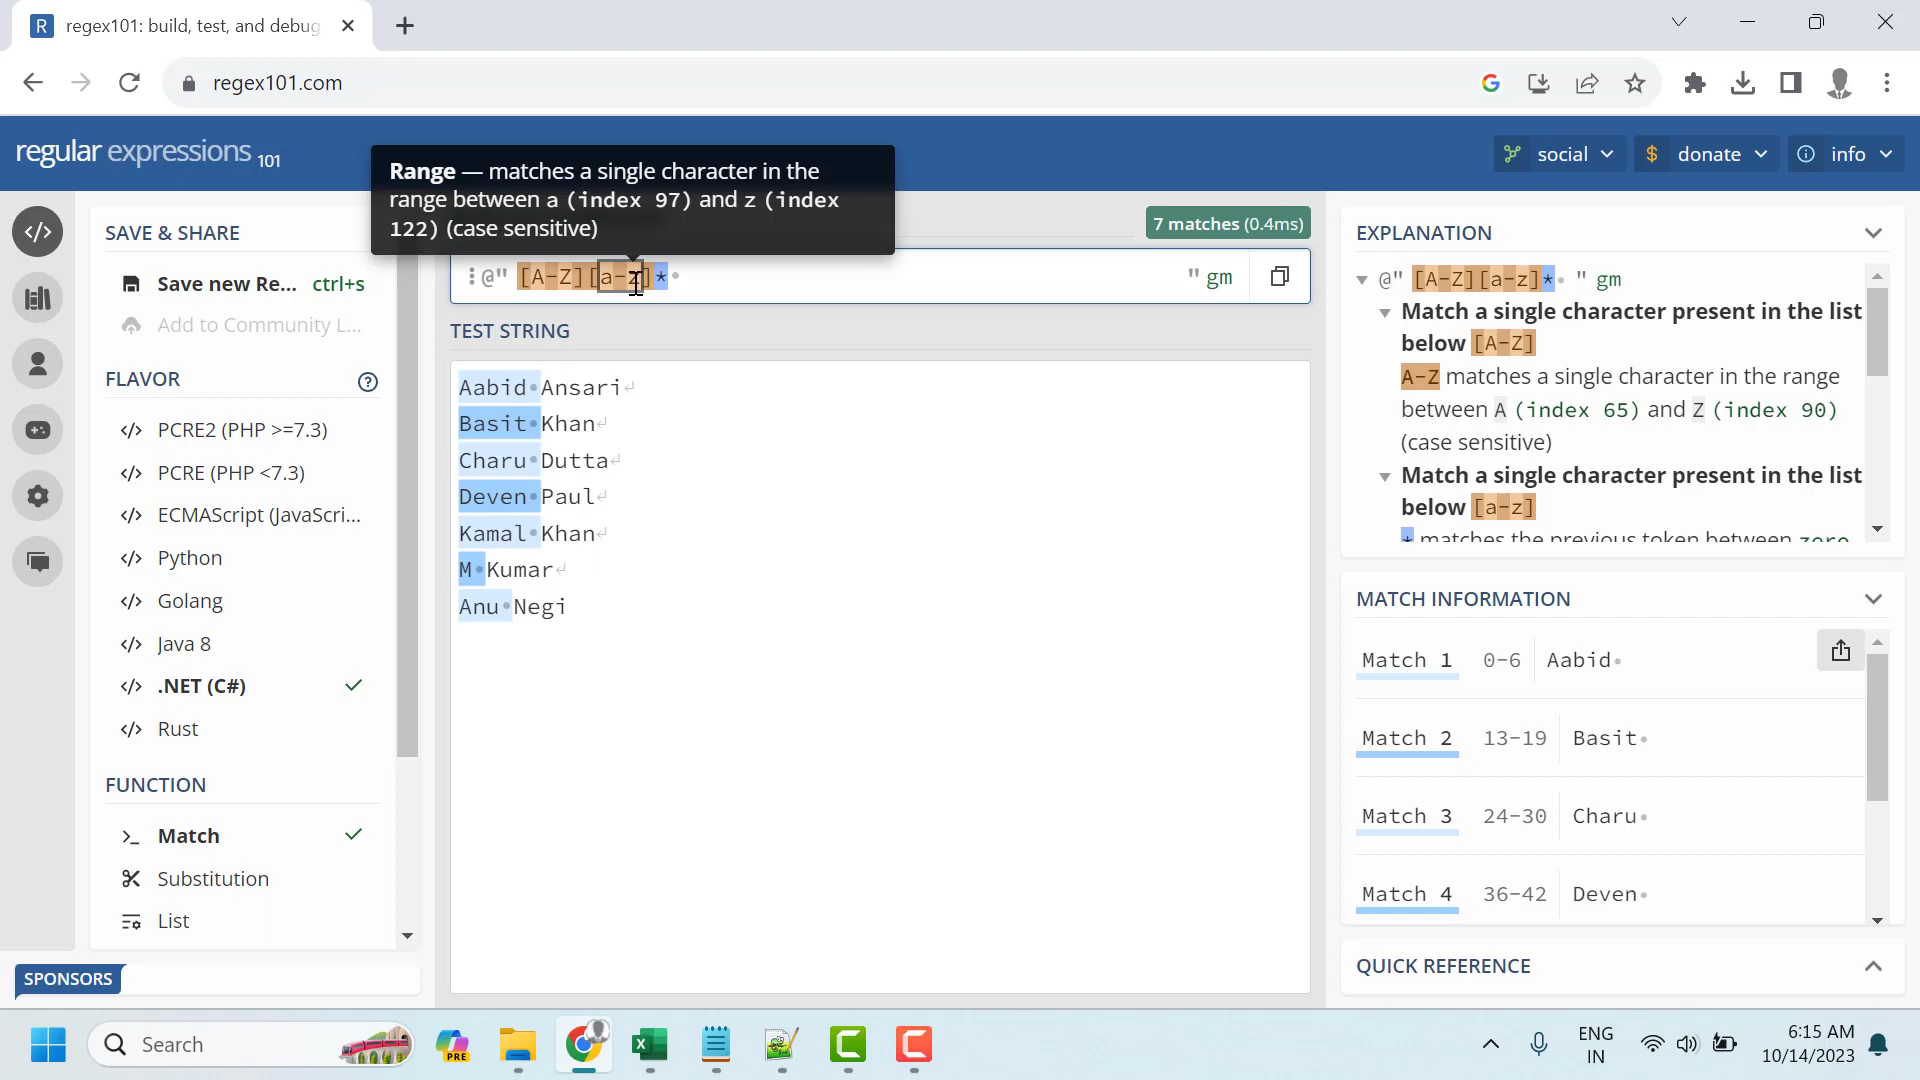 regex101: build, test, and debug
regex101.com
regular expressions 101
social
$ donate
info
Range — matches a single character in the
range between a (index 97) and z (index
122) (case sensitive)
7 matches (0.4ms)
@" [A-Z][a-z]*· " gm
SAVE & SHARE
Save new Re... ctrl+s
Add to Community L...
FLAVOR
</> PCRE2 (PHP >=7.3)
</> PCRE (PHP <7.3)
</> ECMAScript (JavaScri...
</> Python
</> Golang
</> Java 8
</> .NET (C#)
</> Rust
FUNCTION
Match
Substitution
List
SPONSORS
TEST STRING
Aabid·Ansari↵
Basit·Khan↵
Charu·Dutta↵
Deven·Paul↵
Kamal·Khan↵
M·Kumar↵
Anu·Negi
EXPLANATION
@" [A-Z][a-z]*· " gm
Match a single character present in the list
below [A-Z]
A-Z matches a single character in the range
between A (index 65) and Z (index 90)
(case sensitive)
Match a single character present in the list
below [a-z]
* matches the previous token between zero
MATCH INFORMATION
Match 1 0-6 Aabid·
Match 2 13-19 Basit·
Match 3 24-30 Charu·
Match 4 36-42 Deven·
QUICK REFERENCE
Search
PRE
ENG
IN
6:15 AM
10/14/2023